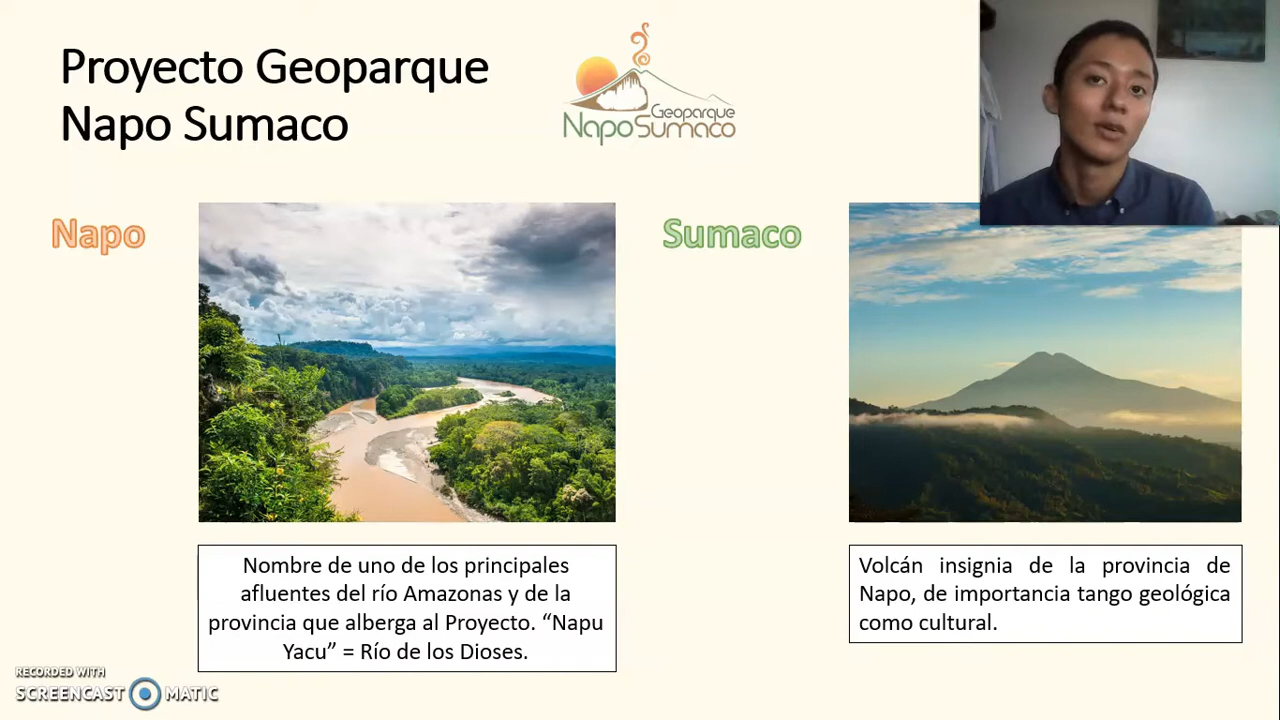 Proyecto Geoparque
Napo Sumaco
Geoparque
NapoSumaco
Napo
Sumaco
Nombre de uno de los principales
afluentes del río Amazonas y de la
provincia que alberga al Proyecto. “Napu
Yacu” = Río de los Dioses.
Volcán insignia de la provincia de
Napo, de importancia tango geológica
como cultural.
RECORDED WITH
SCREENCAST MATIC